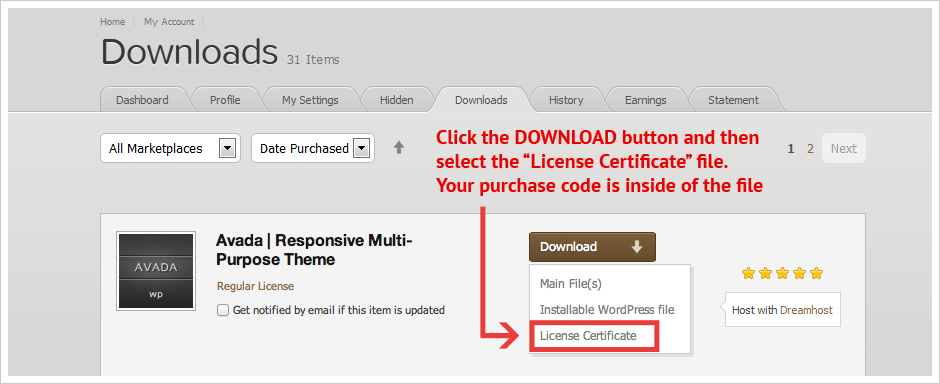 Home \ My Account \
Downloads 31 Items
Dashboard Profile My Settings Hidden Downloads History Earnings Statement
All Marketplaces Date Purchased
Click the DOWNLOAD button and then
select the “License Certificate” file.
Your purchase code is inside of the file
1 2 Next
AVADA
wp
Avada | Responsive Multi-
Purpose Theme
Regular License
Get notified by email if this item is updated
Download
Main File(s)
Installable WordPress file
License Certificate
Host with Dreamhost